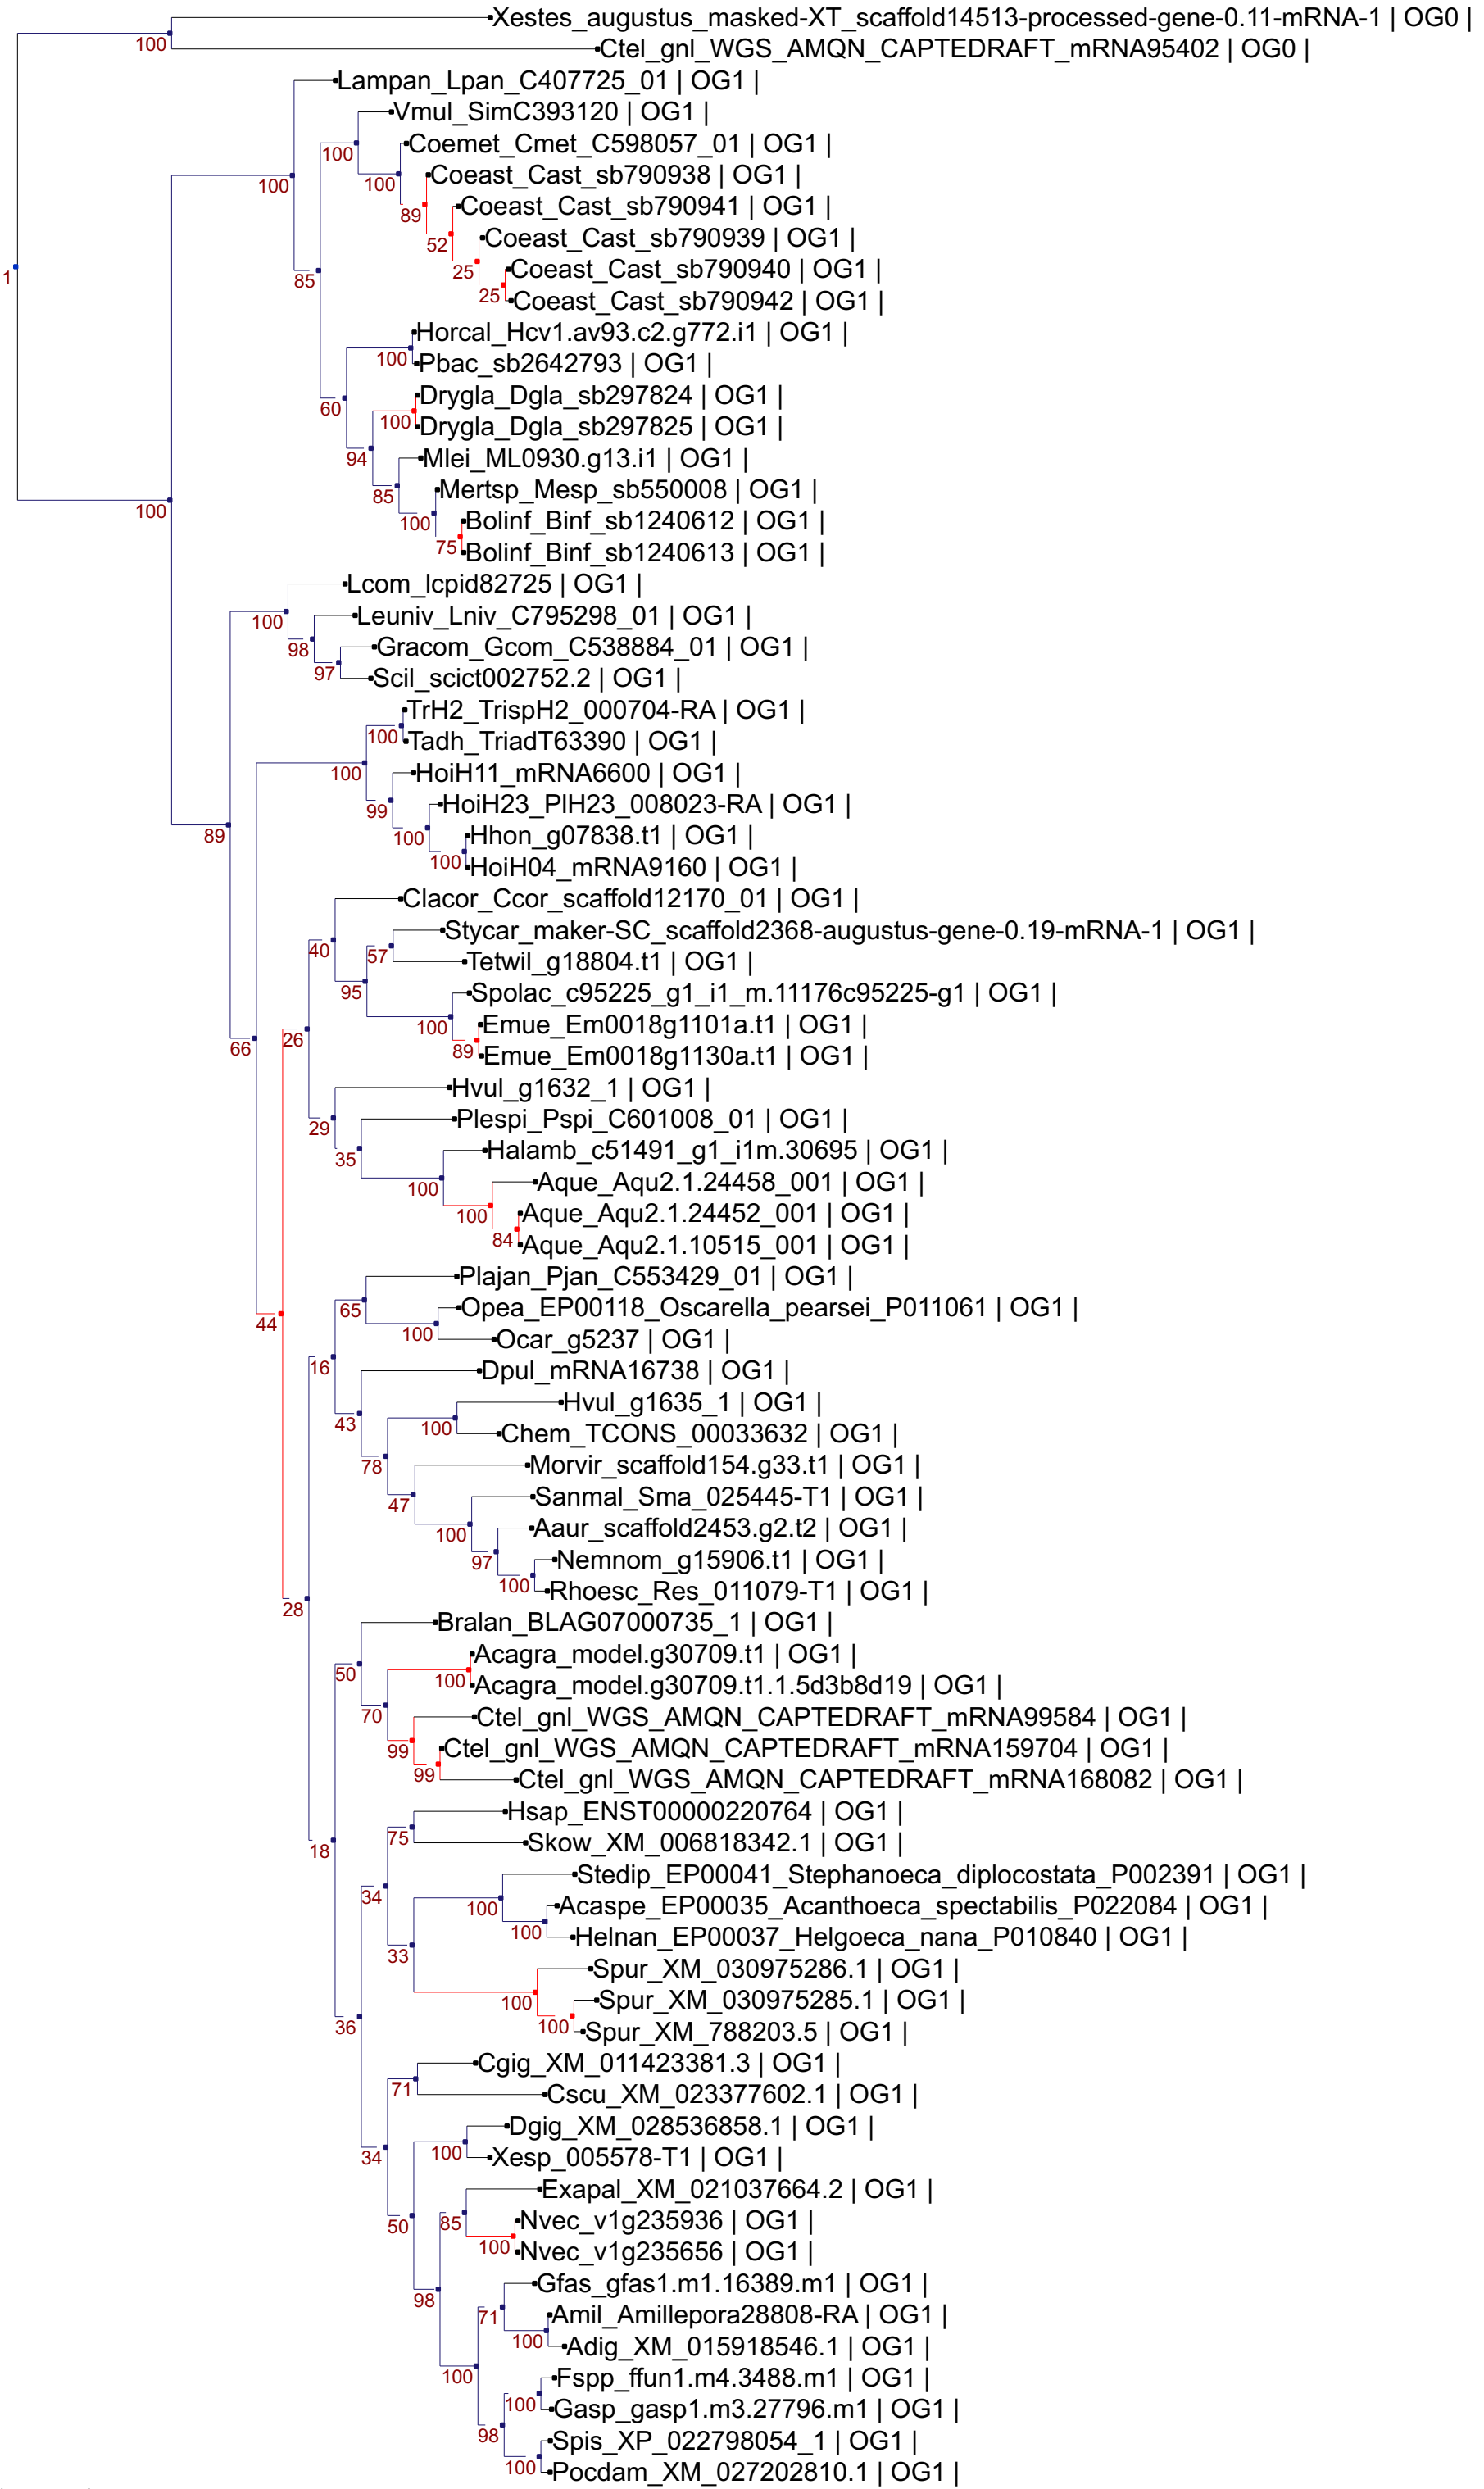 Xestes_augustus_masked-XT_scaffold14513-processed-gene-0.11-mRNA-1 | OG0 |
100
Ctel_gnl_WGS_AMQN_CAPTEDRAFT_mRNA95402 | OG0 |
Lampan_Lpan_C407725_01 | OG1 |
Vmul_SimC393120 | OG1 |
100
Coemet_Cmet_C598057_01 | OG1 |
100
100
Coeast_Cast_sb790938 | OG1 |
89
Coeast_Cast_sb790941 | OG1 |
52
Coeast_Cast_sb790939 | OG1 |
1
85
25
Coeast_Cast_sb790940 | OG1 |
25
Coeast_Cast_sb790942 | OG1 |
Horcal_Hcv1.av93.c2.g772.i1 | OG1 |
100
Pbac_sb2642793 | OG1 |
Drygla_Dgla_sb297824 | OG1 |
60
100
Drygla_Dgla_sb297825 | OG1 |
94
Mlei_ML0930.g13.i1 | OG1 |
85
Mertsp_Mesp_sb550008 | OG1 |
100
100
Bolinf_Binf_sb1240612 | OG1 |
75
Bolinf_Binf_sb1240613 | OG1 |
Lcom_lcpid82725 | OG1 |
100
Leuniv_Lniv_C795298_01 | OG1 |
98
Gracom_Gcom_C538884_01 | OG1 |
97
Scil_scict002752.2 | OG1 |
TrH2_TrispH2_000704-RA | OG1 |
100
Tadh_TriadT63390 | OG1 |
100
HoiH11_mRNA6600 | OG1 |
99
HoiH23_PlH23_008023-RA | OG1 |
89
100
Hhon_g07838.t1 | OG1 |
100
HoiH04_mRNA9160 | OG1 |
Clacor_Ccor_scaffold12170_01 | OG1 |
Stycar_maker-SC_scaffold2368-augustus-gene-0.19-mRNA-1 | OG1 |
40
57
Tetwil_g18804.t1 | OG1 |
95
Spolac_c95225_g1_i1_m.11176c95225-g1 | OG1 |
100
Emue_Em0018g1101a.t1 | OG1 |
66
26
89
Emue_Em0018g1130a.t1 | OG1 |
Hvul_g1632_1 | OG1 |
29
Plespi_Pspi_C601008_01 | OG1 |
35
Halamb_c51491_g1_i1m.30695 | OG1 |
100
Aque_Aqu2.1.24458_001 | OG1 |
100
Aque_Aqu2.1.24452_001 | OG1 |
84
Aque_Aqu2.1.10515_001 | OG1 |
Plajan_Pjan_C553429_01 | OG1 |
65
Opea_EP00118_Oscarella_pearsei_P011061 | OG1 |
44
100
Ocar_g5237 | OG1 |
16
Dpul_mRNA16738 | OG1 |
Hvul_g1635_1 | OG1 |
43
100
Chem_TCONS_00033632 | OG1 |
78
Morvir_scaffold154.g33.t1 | OG1 |
47
Sanmal_Sma_025445-T1 | OG1 |
100
Aaur_scaffold2453.g2.t2 | OG1 |
97
Nemnom_g15906.t1 | OG1 |
100
Rhoesc_Res_011079-T1 | OG1 |
28
Bralan_BLAG07000735_1 | OG1 |
Acagra_model.g30709.t1 | OG1 |
50
100
Acagra_model.g30709.t1.1.5d3b8d19 | OG1 |
70
Ctel_gnl_WGS_AMQN_CAPTEDRAFT_mRNA99584 | OG1 |
99
Ctel_gnl_WGS_AMQN_CAPTEDRAFT_mRNA159704 | OG1 |
99
Ctel_gnl_WGS_AMQN_CAPTEDRAFT_mRNA168082 | OG1 |
Hsap_ENST00000220764 | OG1 |
75
Skow_XM_006818342.1 | OG1 |
18
Stedip_EP00041_Stephanoeca_diplocostata_P002391 | OG1 |
34
100
Acaspe_EP00035_Acanthoeca_spectabilis_P022084 | OG1 |
100
Helnan_EP00037_Helgoeca_nana_P010840 | OG1 |
33
Spur_XM_030975286.1 | OG1 |
100
Spur_XM_030975285.1 | OG1 |
36
100
Spur_XM_788203.5 | OG1 |
Cgig_XM_011423381.3 | OG1 |
71
Cscu_XM_023377602.1 | OG1 |
Dgig_XM_028536858.1 | OG1 |
34
100
Xesp_005578-T1 | OG1 |
Exapal_XM_021037664.2 | OG1 |
50
85
Nvec_v1g235936 | OG1 |
100
Nvec_v1g235656 | OG1 |
98
Gfas_gfas1.m1.16389.m1 | OG1 |
71
Amil_Amillepora28808-RA | OG1 |
100
Adig_XM_015918546.1 | OG1 |
100
Fspp_ffun1.m4.3488.m1 | OG1 |
100
Gasp_gasp1.m3.27796.m1 | OG1 |
98
Spis_XP_022798054_1 | OG1 |
100
Pocdam_XM_027202810.1 | OG1 |